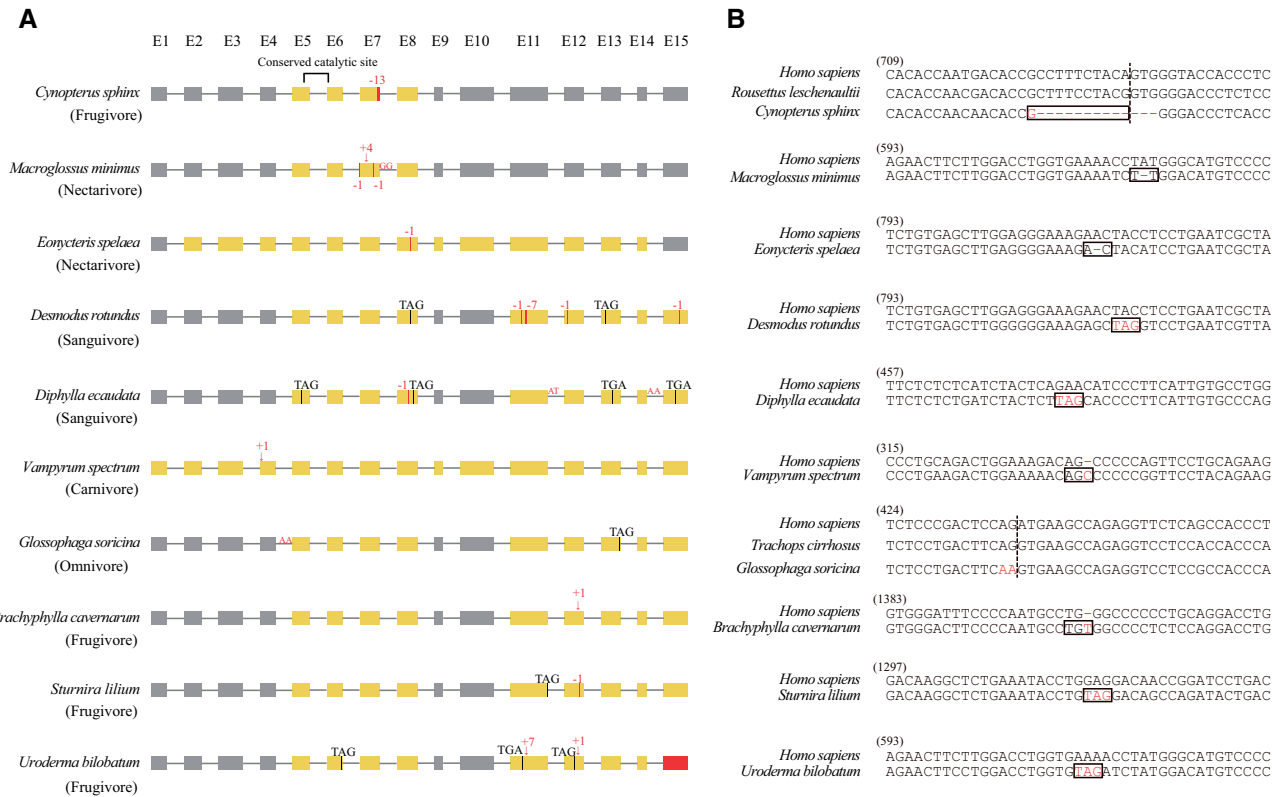 A
E1 E2 E3 E4 E5 E6 E7 E8 E9 E10 E11 E12 E13 E14 E15
Conserved catalytic site
-13
Cynopterus sphinx
(Frugivore)
+4
GG
Macroglossus minimus
-1 -1
(Nectarivore)
-1
Eonycteris spelaea
(Nectarivore)
TAG -1 -7 -1 TAG -1
Desmodus rotundus
(Sanguivore)
TAG -1 TAG AT TGA AA TGA
Diphylla ecaudata
(Sanguivore)
+1
Vampyrum spectrum
(Carnivore)
AA TAG
Glossophaga soricina
(Omnivore)
+1
rachyphylla cavernarum
(Frugivore)
TAG -1
Sturnira lilium
(Frugivore)
TAG TGA +7 TAG +1
Uroderma bilobatum
(Frugivore)
B
(709)
Homo sapiens CACACCAATGACACCGCCTTTCTACAGTGGGTACCACCCTC
Rousettus leschenaultii CACACCAACGACACCGCTTTCCTACGGTGGGGACCCTCTCC
Cynopterus sphinx CACACCAACAACACCG-------------GGGACCCTCACC
(593)
Homo sapiens AGAACTTCTTGGACCTGGTGAAAACCTATGGGCATGTCCCC
Macroglossus minimus AGAACTTCTTGGACCTGGTGAAAATCT-TGGACATGTCCCC
(793)
Homo sapiens TCTGTGAGCTTGGAGGGAAAGAACTACCTCCTGAATCGCTA
Eonycteris spelaea TCTGTGAGCTTGAGGGGAAAGA-CTACATCCTGAATCGCTA
(793)
Homo sapiens TCTGTGAGCTTGGAGGGAAAGAACTACCTCCTGAATCGCTA
Desmodus rotundus TCTGTGAGCTTGGGGGGAAAGAGCTAGGTCCTGAATCGTTA
(457)
Homo sapiens TTCTCTCTCATCTACTCAGAACATCCCTTCATTGTGCCTGG
Diphylla ecaudata TTCTCTCTGATCTACTCTTAGCACCCCTTCATTGTGCCCAG
(315)
Homo sapiens CCCTGCAGACTGGAAAGACAG-CCCCCAGTTCCTGCAGAAG
Vampyrum spectrum CCCTGAAGACTGGAAAAACAGCCCCCCGGTTCCTACAGAAG
(424)
Homo sapiens TCTCCCGACTCCAGATGAAGCCAGAGGTTCTCAGCCACCCT
Trachops cirrhosus TCTCCTGACTTCAGGTGAAGCCAGAGGTCCTCCACCACCCA
Glossophaga soricina TCTCCTGACTTCAAGTGAAGCCAGAGGTCCTCCGCCACCCA
(1383)
Homo sapiens GTGGGATTTCCCCAATGCCTG-GGCCCCCCTGCAGGACCTG
Brachyphylla cavernarum GTGGGACTTCCCCAATGCCTGTGGCCCCTCTCCAGGACCTG
(1297)
Homo sapiens GACAAGGCTCTGAAATACCTGGAGGACAACCGGATCCTGAC
Sturnira lilium GACAAGGCTCTGAAATACCTGTAGGACAGCCAGATACTGAC
(593)
Homo sapiens AGAACTTCTTGGACCTGGTGAAAACCTATGGGCATGTCCCC
Uroderma bilobatum AGAACTTCCTGGACCTGGTGTAGATCTATGGACATGTCCCC